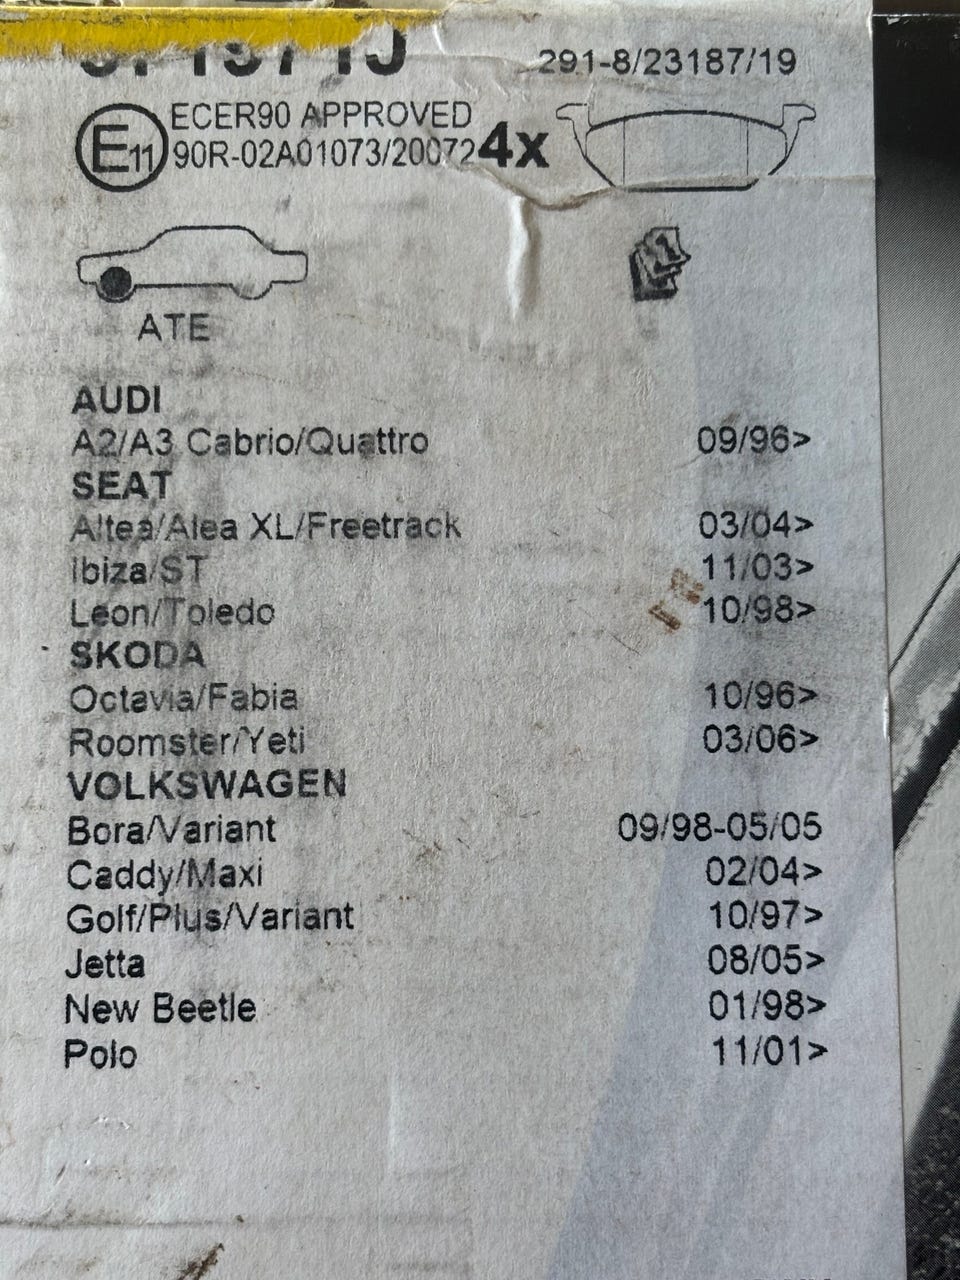 291-8/23187/19
E11 ECER90 APPROVED
90R-02A01073/20072 4x
ATE
AUDI
A2/A3 Cabrio/Quattro 09/96>
SEAT
Altea/Alea XL/Freetrack 03/04>
Ibiza/ST 11/03>
Leon/Toledo 10/98>
SKODA
Octavia/Fabia 10/96>
Roomster/Yeti 03/06>
VOLKSWAGEN
Bora/Variant 09/98-05/05
Caddy/Maxi 02/04>
Golf/Plus/Variant 10/97>
Jetta 08/05>
New Beetle 01/98>
Polo 11/01>